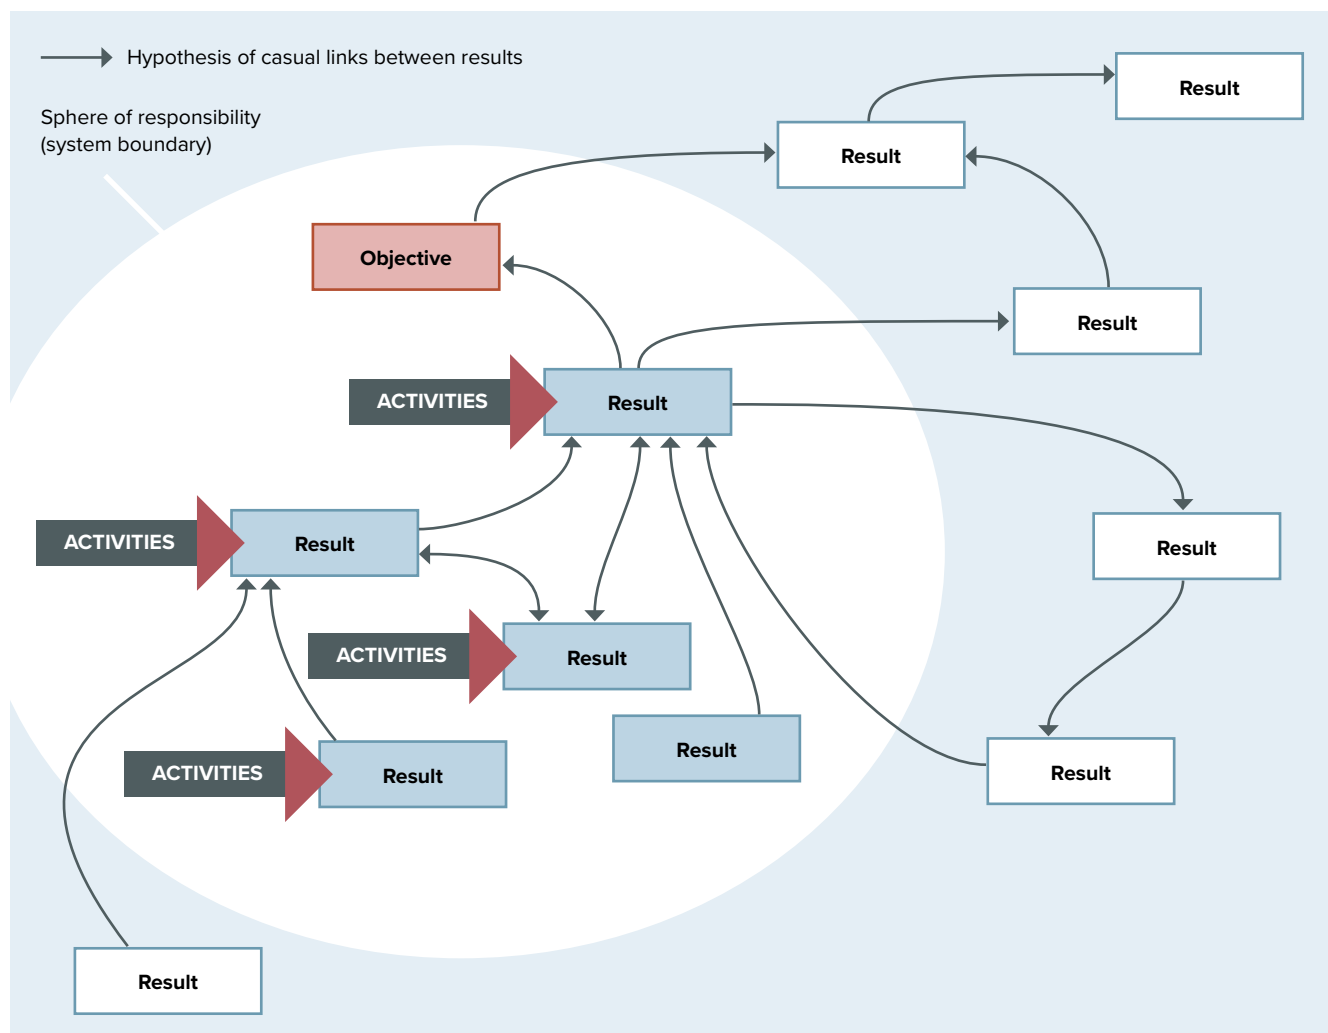 Hypothesis of casual links between results
Sphere of responsibility
(system boundary)
Result
Result
Objective
Result
ACTIVITIES
Result
ACTIVITIES
Result
Result
ACTIVITIES
Result
Result
ACTIVITIES
Result
Result
Result